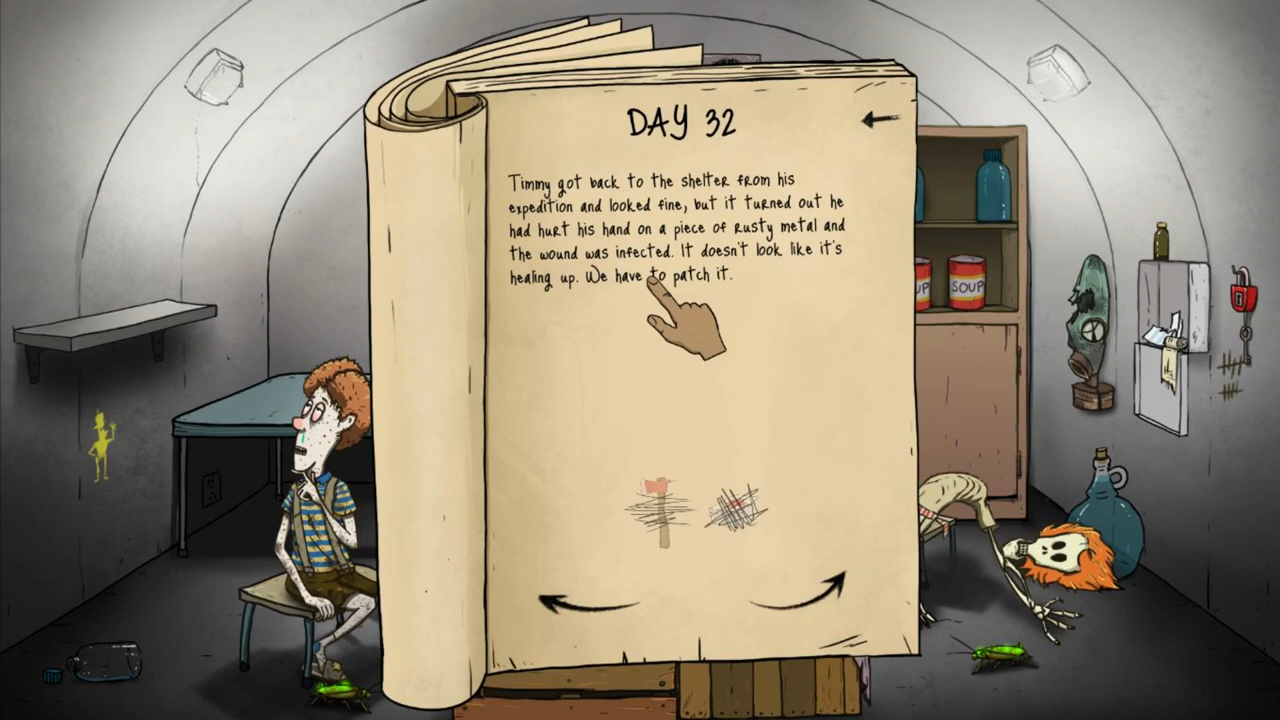 DAY 32
Timmy got back to the shelter from his
expedition and looked fine, but it turned out he
had hurt his hand on a piece of rusty metal and
the wound was infected. It doesn't look like it's
healing up. We have to patch it.
UP
SOUP